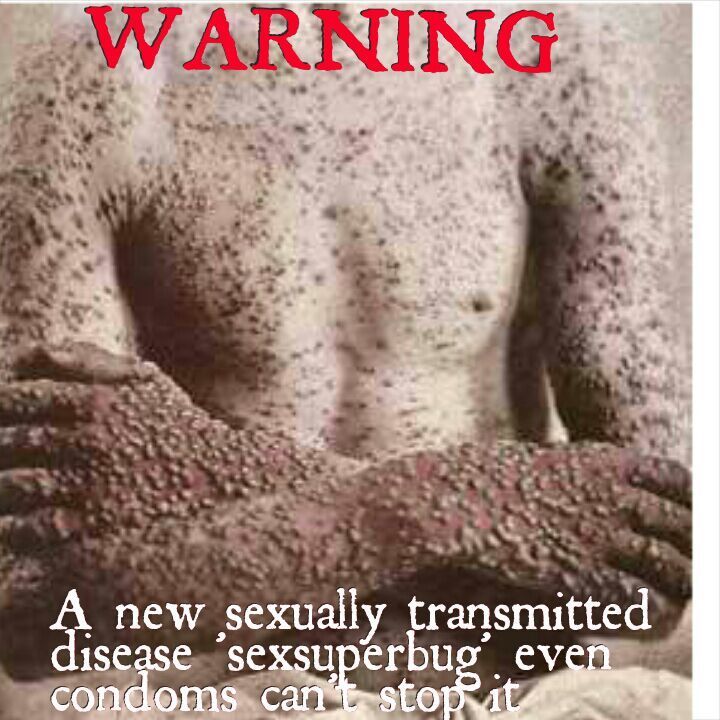 WARNING
A new sexually transmitted
disease 'sexsuperbug' even
condoms can't stop it